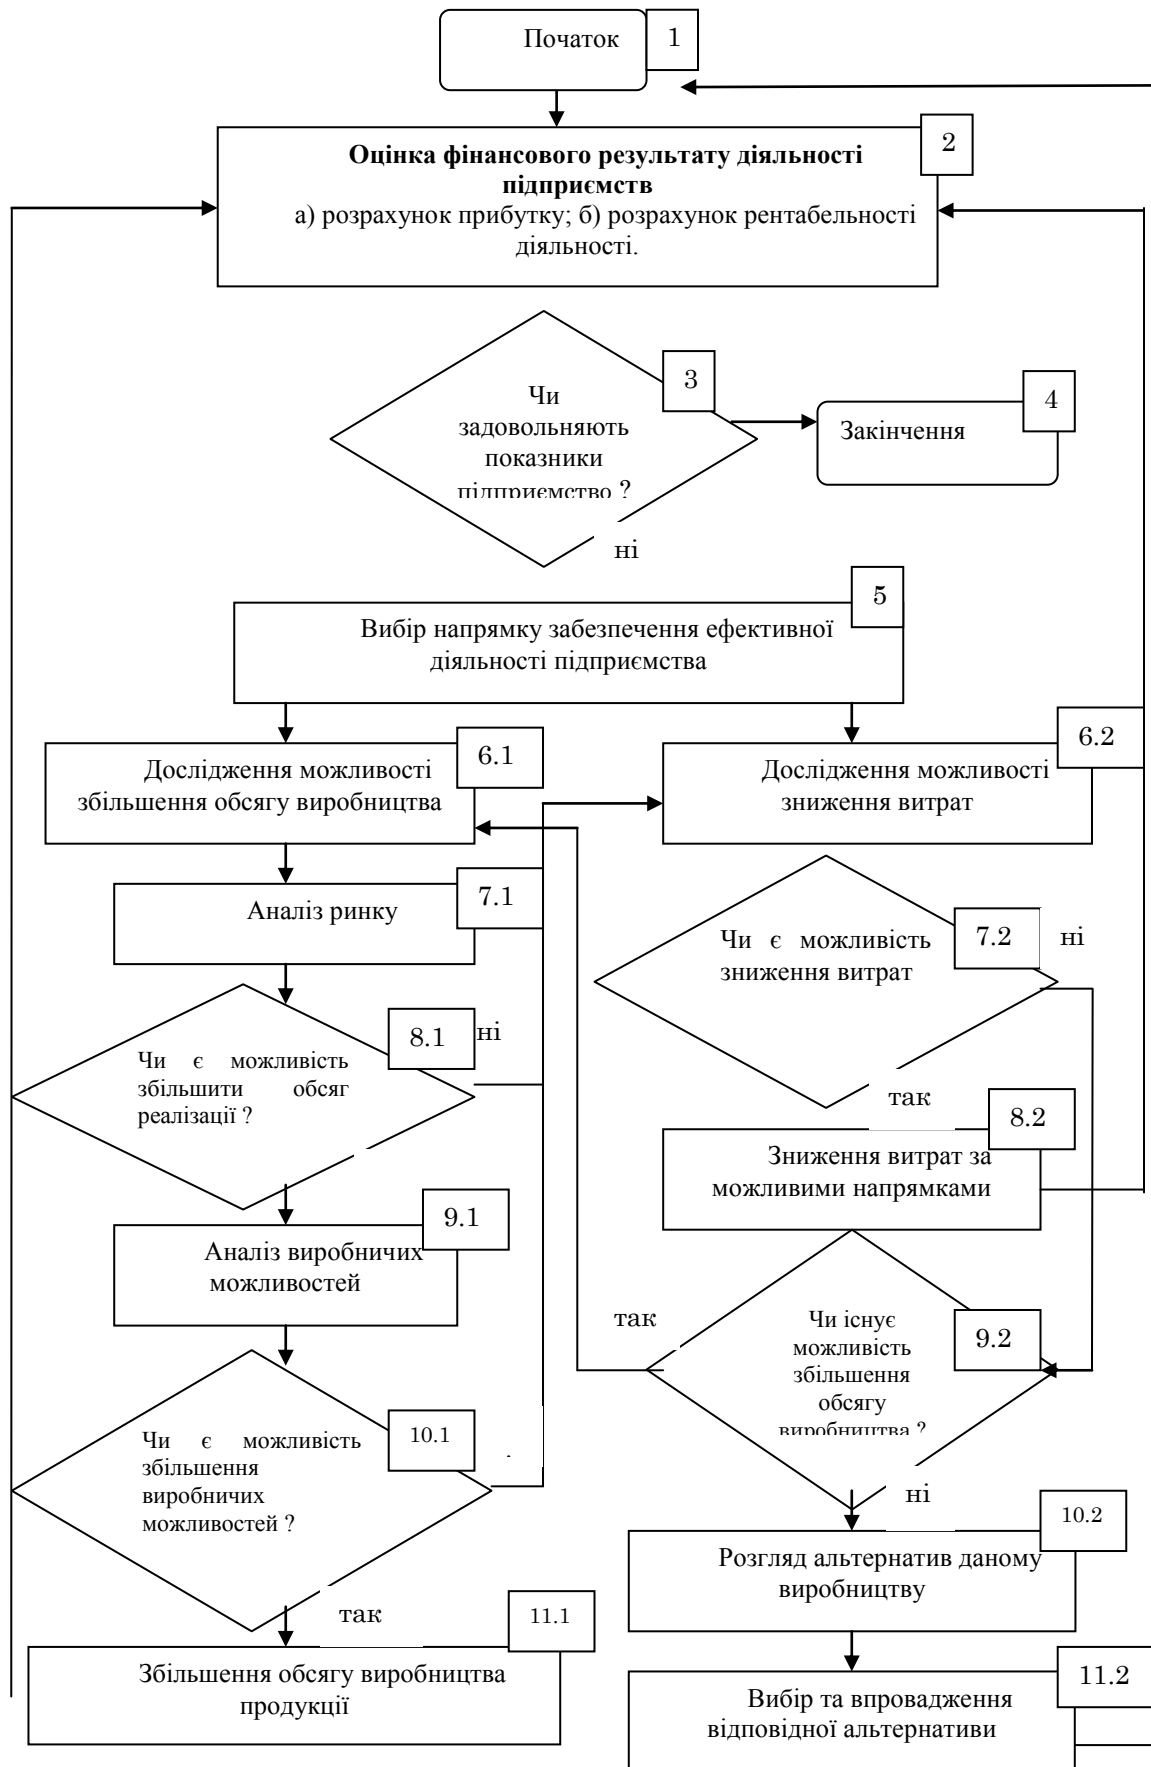 Початок
1
2
Оцінка фінансового результату діяльності
підприємств
а) розрахунок прибутку; б) розрахунок рентабельності
діяльності.
3
Чи
задовольняють
показники
підприємство ?
4
Закінчення
ні
5
Вибір напрямку забезпечення ефективної
діяльності підприємства
6.1
Дослідження можливості
збільшення обсягу виробництва
6.2
Дослідження можливості
зниження витрат
7.1
Аналіз ринку
7.2
ні
Чи є можливість
зниження витрат
8.1
ні
Чи є можливість
збільшити обсяг
реалізації ?
так
8.2
Зниження витрат за
можливими напрямками
9.1
Аналіз виробничих
можливостей
так
9.2
Чи існує
можливість
збільшення
обсягу
виробництва ?
10.1
Чи є можливість
збільшення
виробничих
можливостей ?
ні
10.2
Розгляд альтернатив даному
виробництву
так
11.1
Збільшення обсягу виробництва
продукції
11.2
Вибір та впровадження
відповідної альтернативи